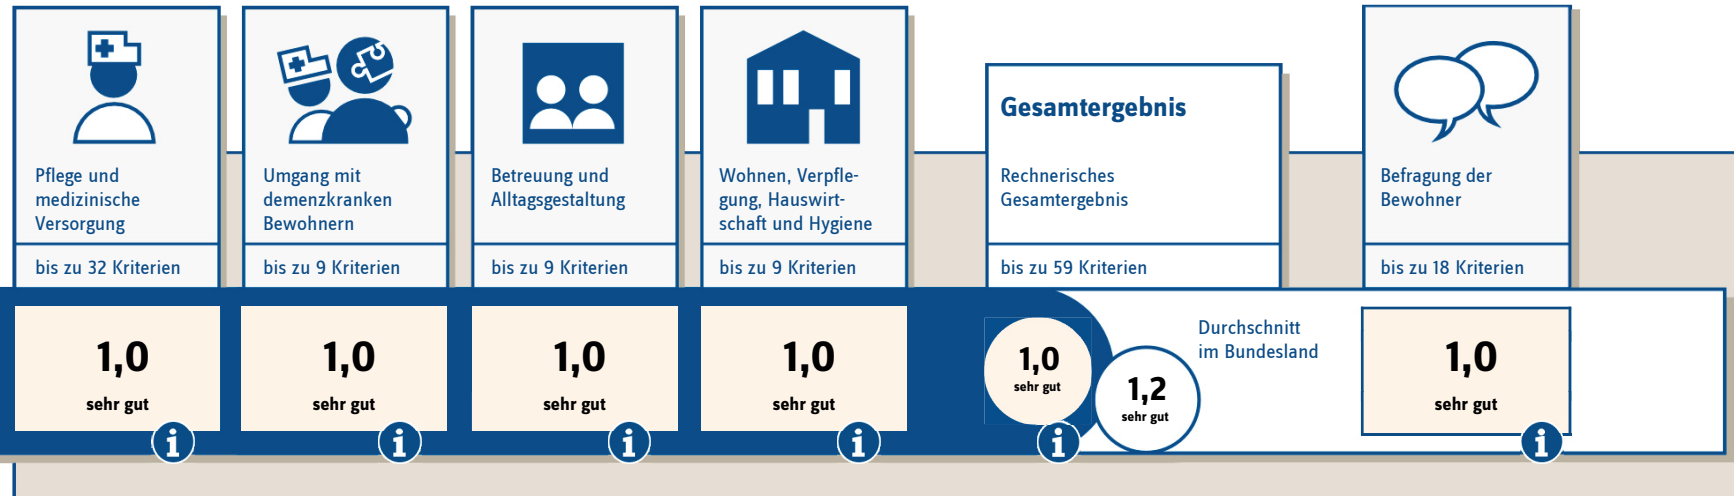 Pflege und
medizinische
Versorgung
bis zu 32 Kriterien
1,0
sehr gut
i
Umgang mit
demenzkranken
Bewohnern
bis zu 9 Kriterien
1,0
sehr gut
i
Betreuung und
Alltagsgestaltung
bis zu 9 Kriterien
1,0
sehr gut
i
Wohnen, Verpfle-
gung, Hauswirt-
schaft und Hygiene
bis zu 9 Kriterien
1,0
sehr gut
i
Gesamtergebnis
Rechnerisches
Gesamtergebnis
bis zu 59 Kriterien
1,0
sehr gut
i
1,2
sehr gut
Durchschnitt
im Bundesland
Befragung der
Bewohner
bis zu 18 Kriterien
1,0
sehr gut
i